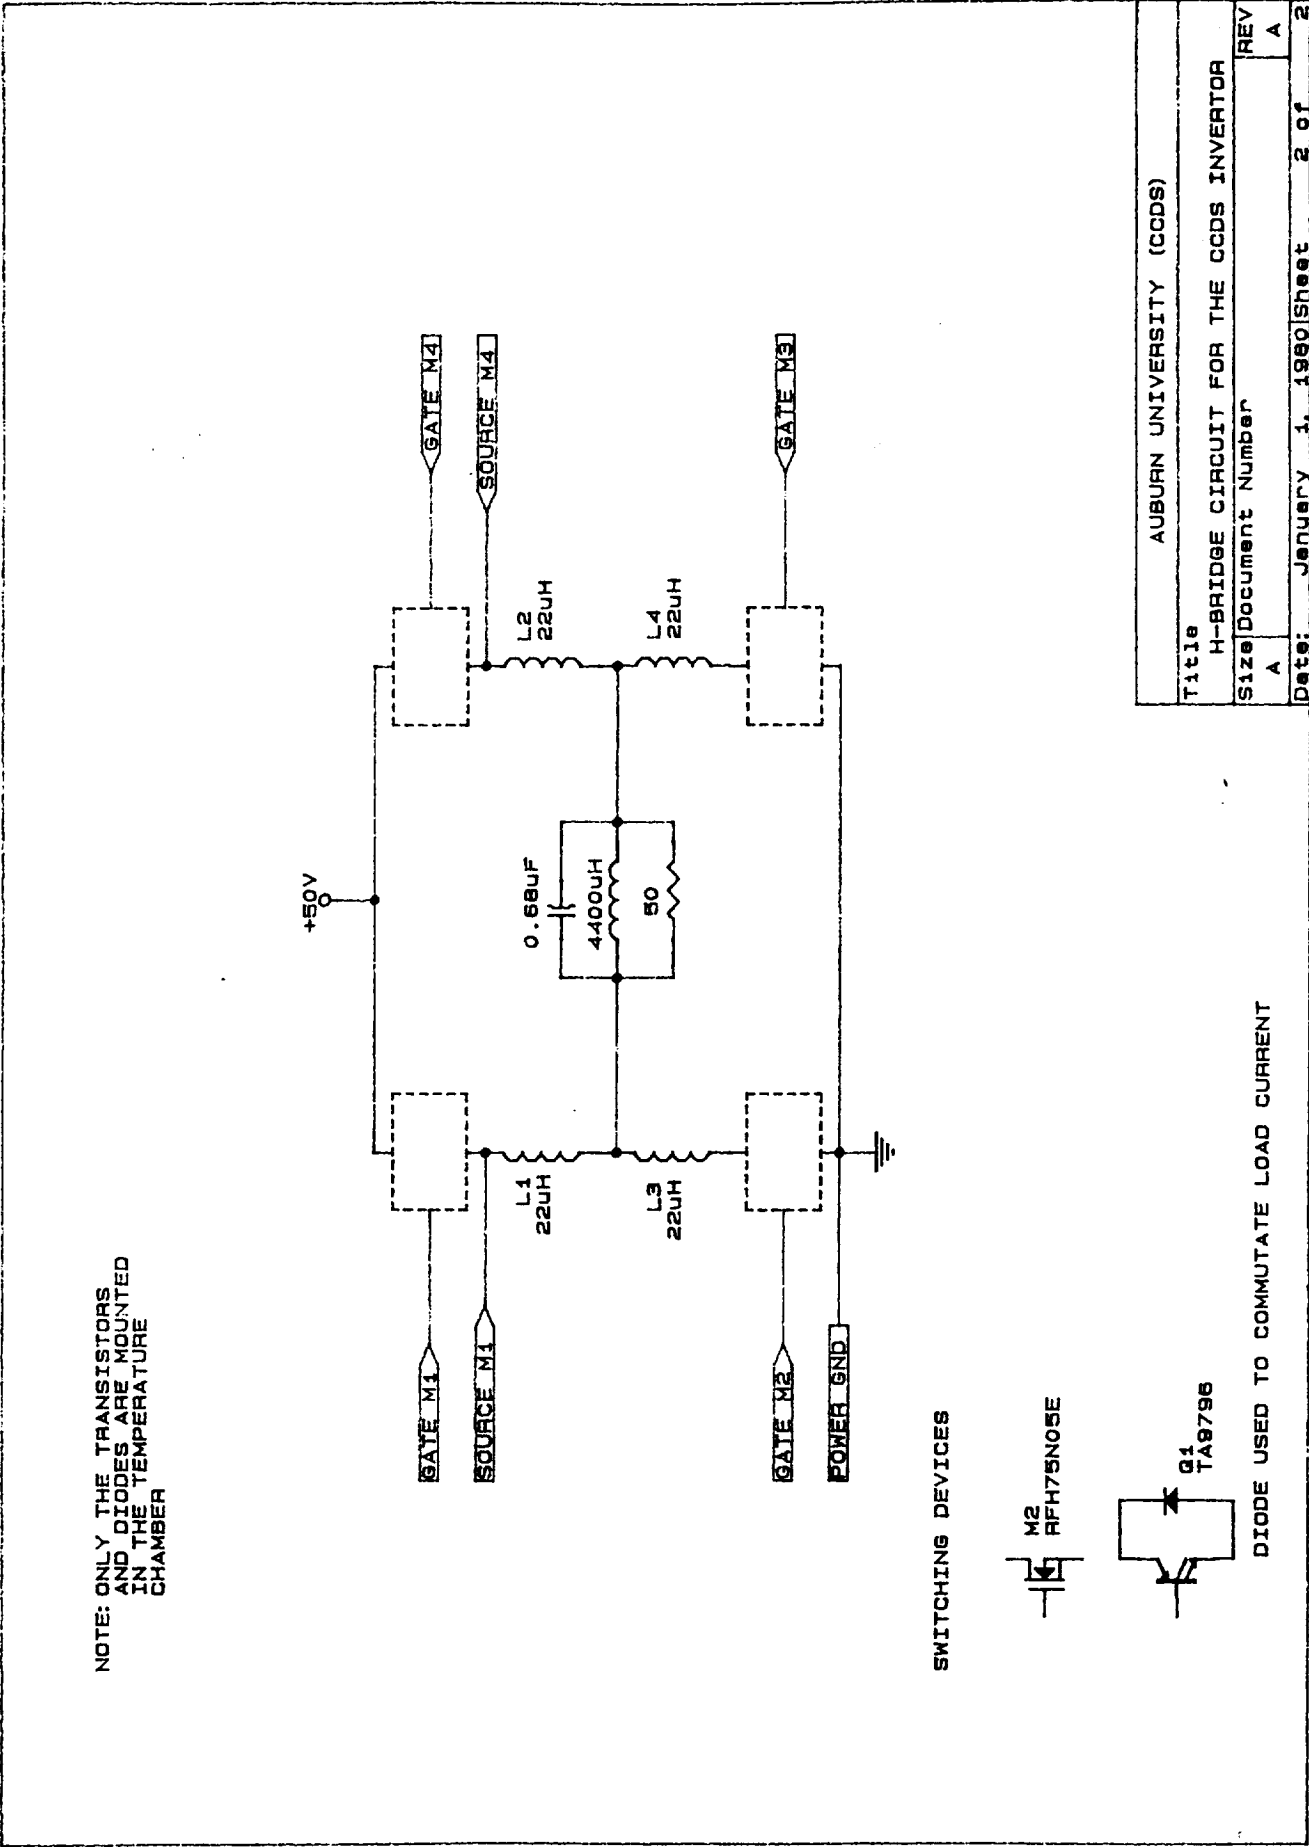 NOTE: ONLY THE TRANSISTORS
AND DIODES ARE MOUNTED
IN THE TEMPERATURE
CHAMBER
+50V
GATE M1
SOURCE M1
GATE M4
SOURCE M4
L1
22uH
L2
22uH
0.68uF
4400uH
50
L3
22uH
L4
22uH
GATE M2
POWER GND
GATE M3
SWITCHING DEVICES
M2
RFH75N05E
Q1
TA9796
DIODE USED TO COMMUTATE LOAD CURRENT
AUBURN UNIVERSITY (CCDS)
Title
H-BRIDGE CIRCUIT FOR THE CCDS INVERTOR
Size Document Number REV
A A
Date: January 1, 1980 Sheet 2 of 2